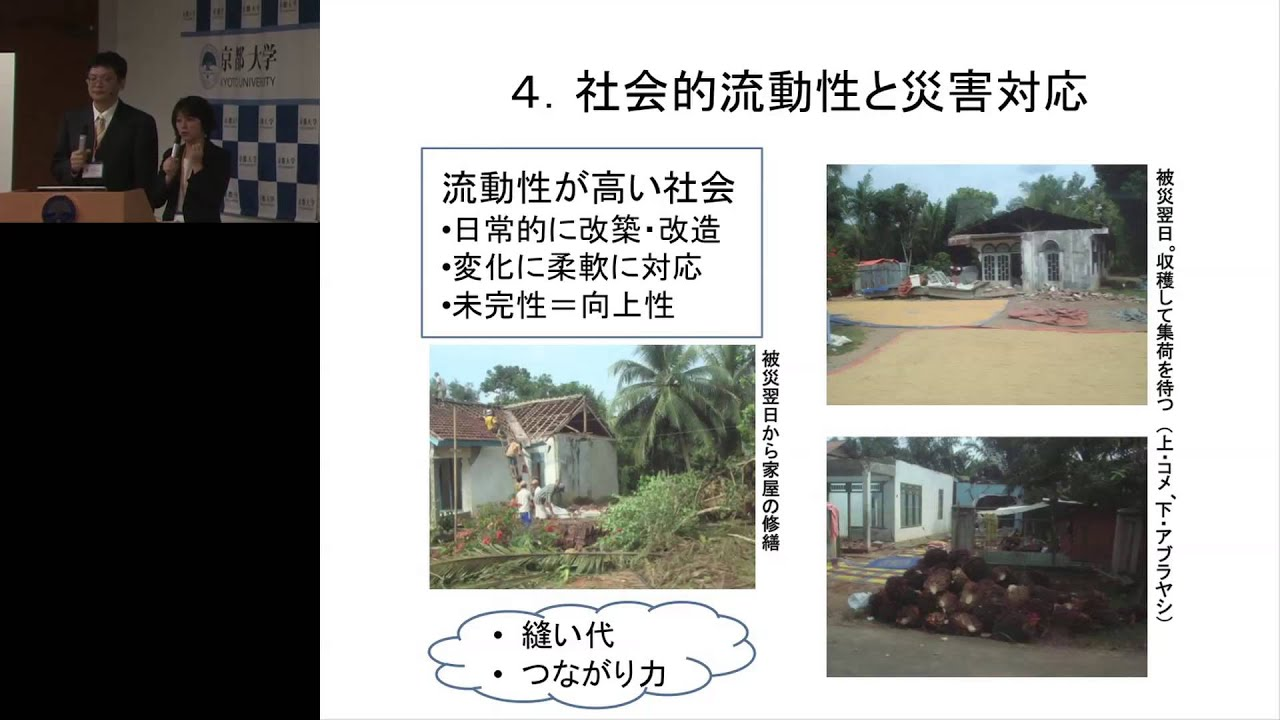 京都大学
KYOTO UNIVERSITY
４．社会的流動性と災害対応
流動性が高い社会
•日常的に改築・改造
•変化に柔軟に対応
•未完性＝向上性
被災翌日から家屋の修繕
被災翌日。収穫して集荷を待つ（上・コメ、下・アブラヤシ）
• 縫い代
• つながり力